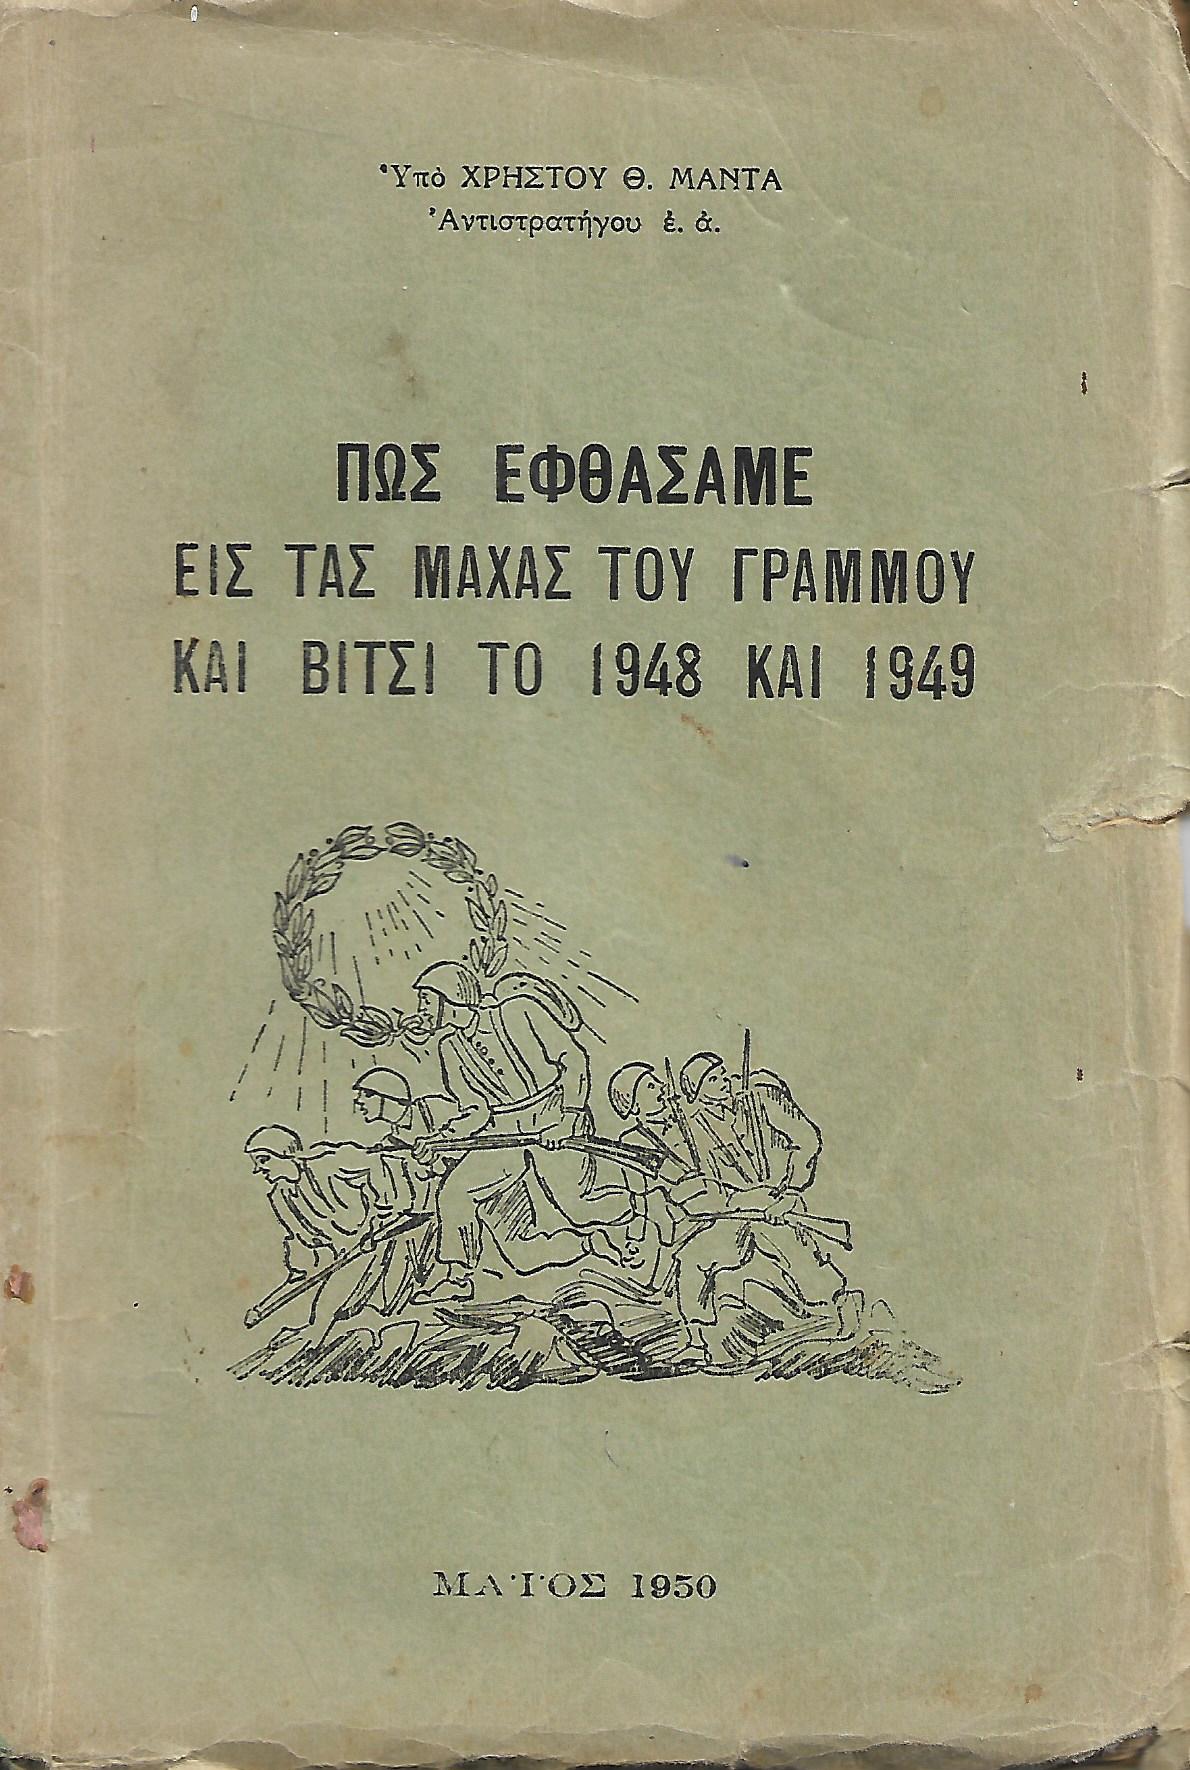 Ὑπὸ ΧΡΗΣΤΟΥ Θ. ΜΑΝΤΑ
Ἀντιστρατήγου ἐ. ἀ.
ΠΩΣ ΕΦΘΑΣΑΜΕ
ΕΙΣ ΤΑΣ ΜΑΧΑΣ ΤΟΥ ΓΡΑΜΜΟΥ
ΚΑΙ ΒΙΤΣΙ ΤΟ 1948 ΚΑΙ 1949
ΜΑΪΟΣ 1950